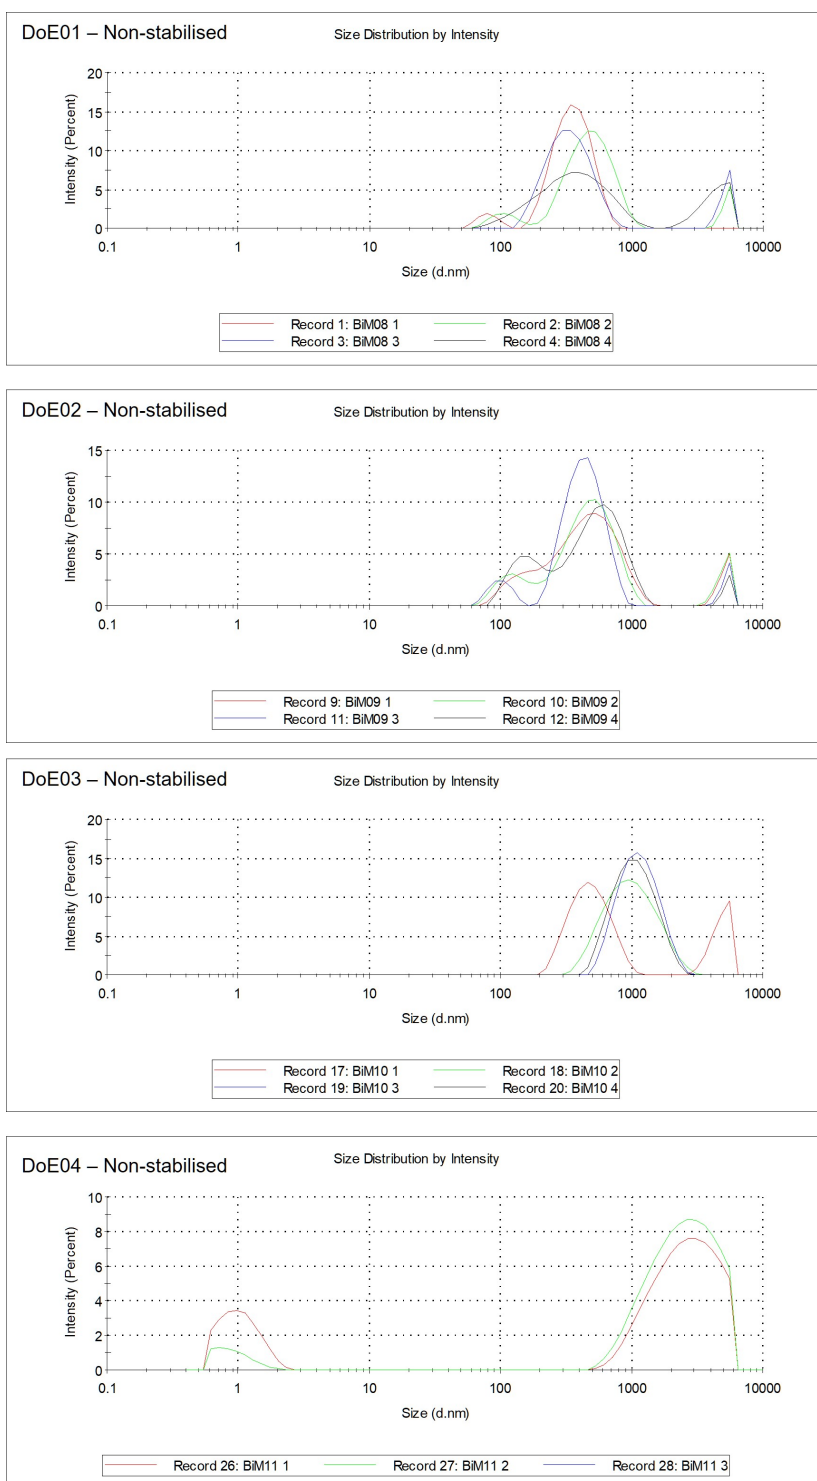 DoE01 – Non-stabilised
Size Distribution by Intensity
Intensity (Percent)
20
15
10
5
0
0.1 1 10 100 1000 10000
Size (d.nm)
Record 1: BiM08 1 Record 2: BiM08 2
Record 3: BiM08 3 Record 4: BiM08 4
DoE02 – Non-stabilised
Size Distribution by Intensity
Intensity (Percent)
15
10
5
0
0.1 1 10 100 1000 10000
Size (d.nm)
Record 9: BiM09 1 Record 10: BiM09 2
Record 11: BiM09 3 Record 12: BiM09 4
DoE03 – Non-stabilised
Size Distribution by Intensity
Intensity (Percent)
20
15
10
5
0
0.1 1 10 100 1000 10000
Size (d.nm)
Record 17: BiM10 1 Record 18: BiM10 2
Record 19: BiM10 3 Record 20: BiM10 4
DoE04 – Non-stabilised
Size Distribution by Intensity
Intensity (Percent)
10
8
6
4
2
0
0.1 1 10 100 1000 10000
Size (d.nm)
Record 26: BiM11 1 Record 27: BiM11 2 Record 28: BiM11 3